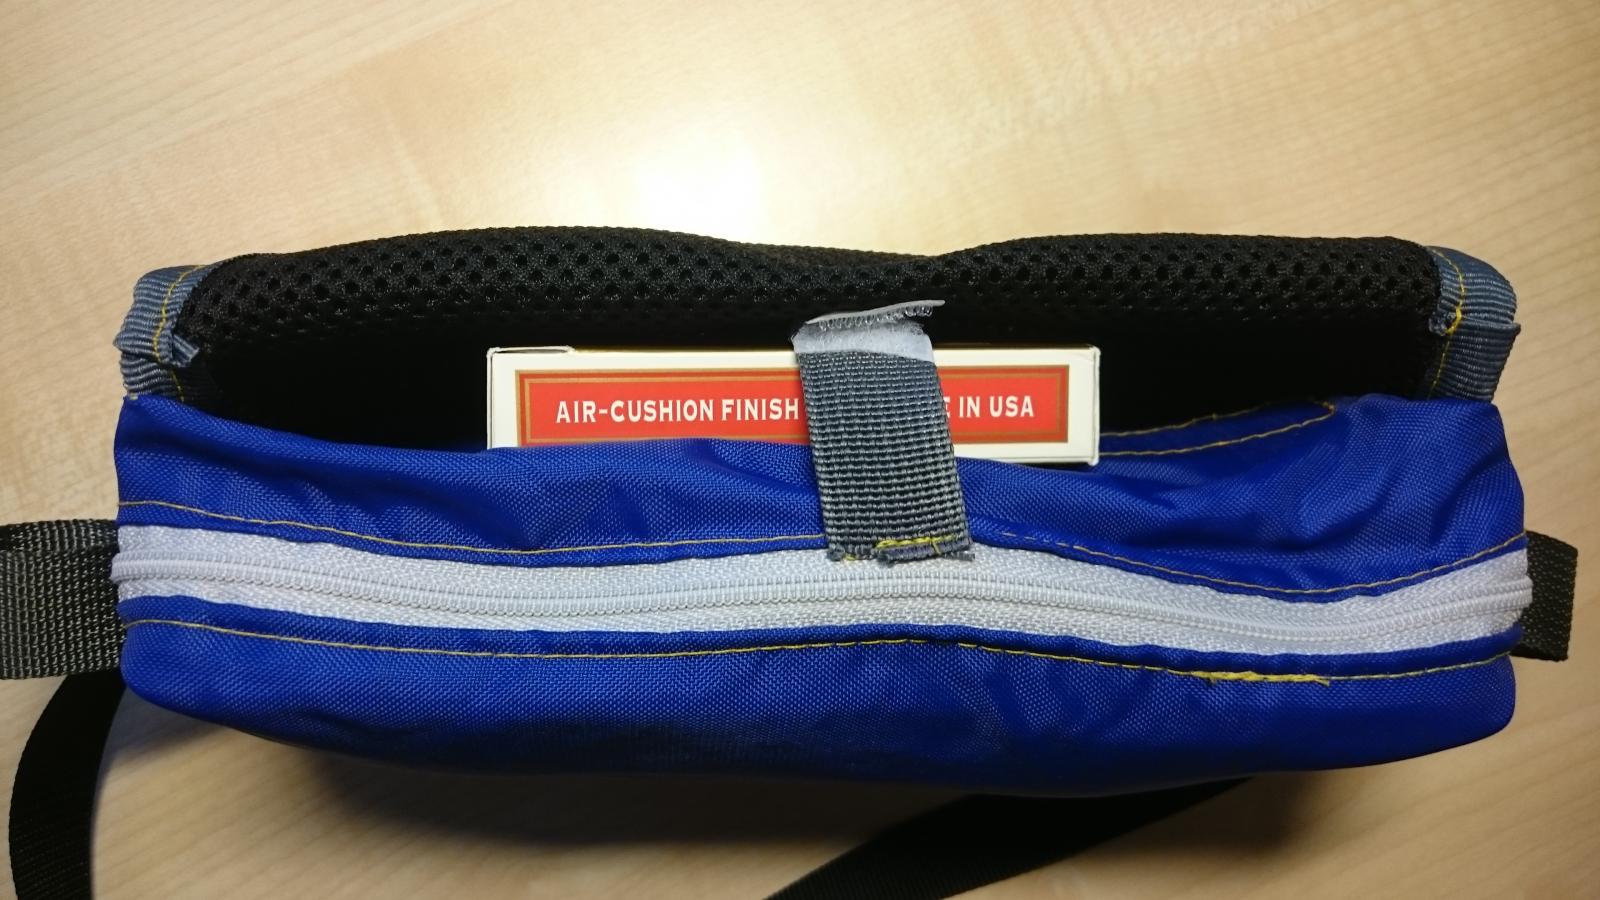 AIR-CUSHION FINISH E IN USA